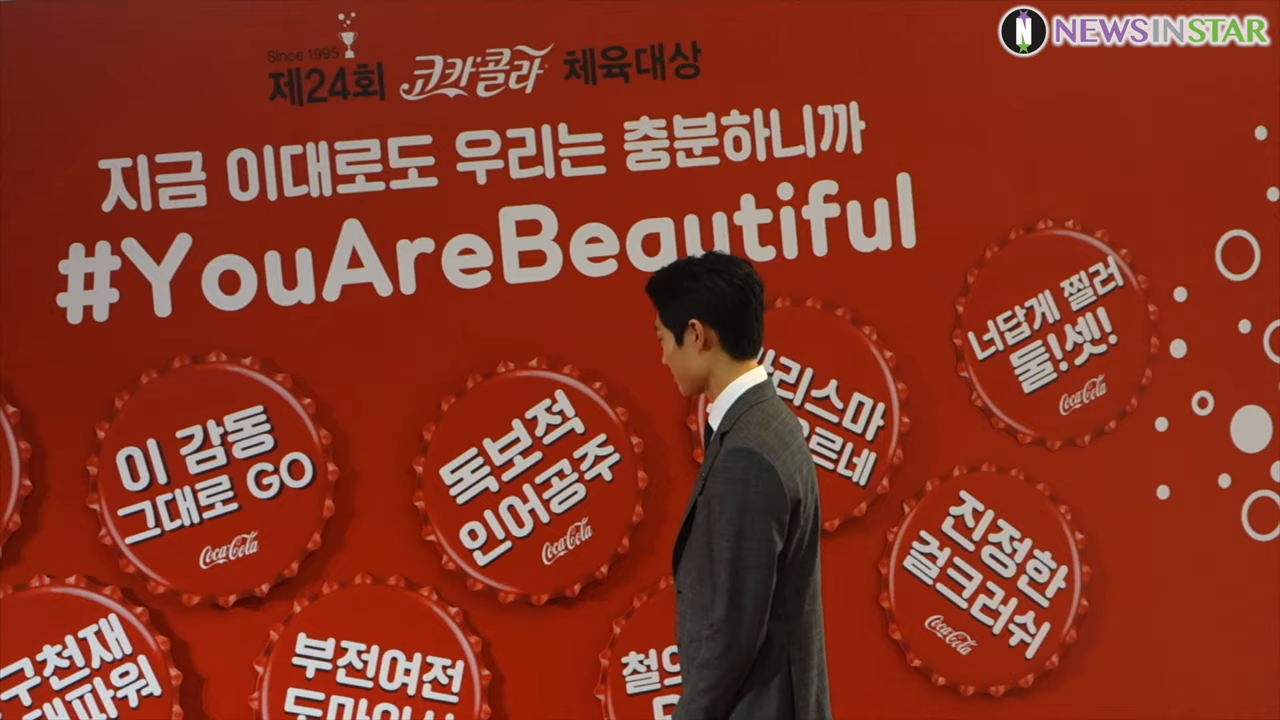 NEWSINSTAR
Since 1995
제24회 코카·콜라 체육대상
지금 이대로도 우리는 충분하니까
#YouAreBeautiful
너답게 찔러
둘!셋!
Coca-Cola
이 감동
그대로 GO
Coca-Cola
독보적
인어공주
Coca-Cola
진정한
걸크러쉬
Coca-Cola
부전여전